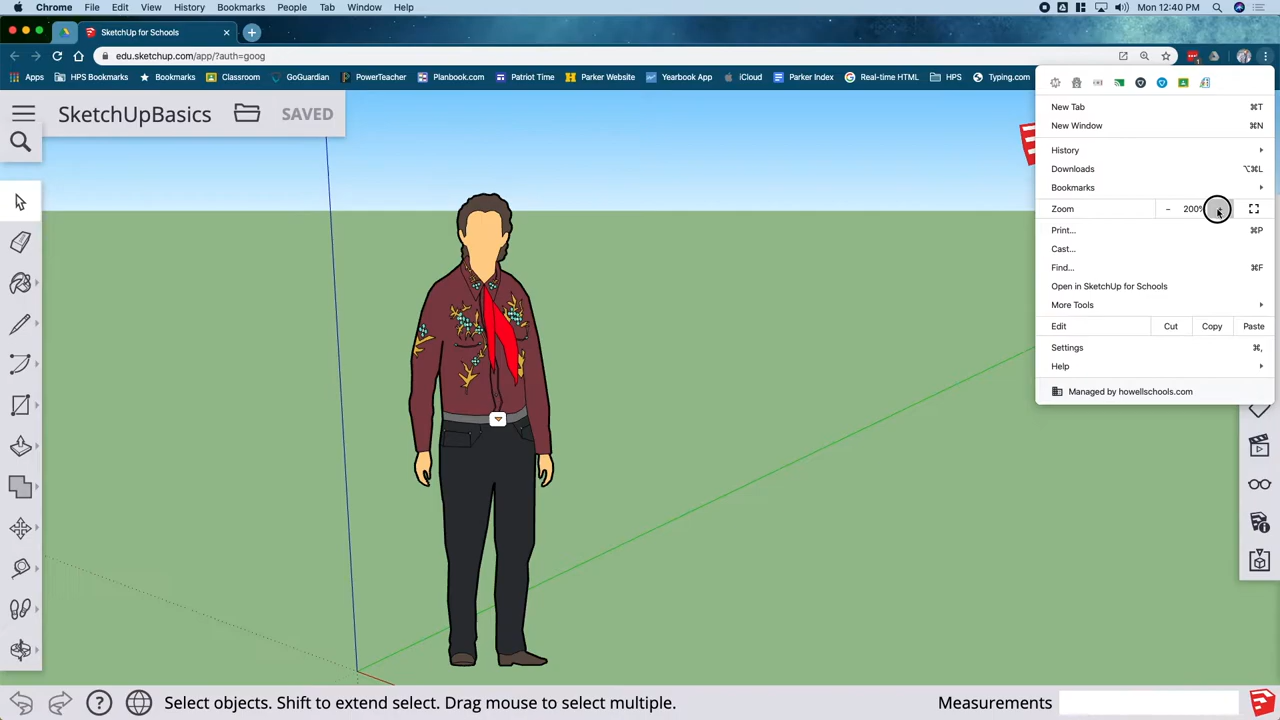 Chrome File Edit View History Bookmarks People Tab Window Help Mon 12:40 PM
SketchUp for Schools
edu.sketchup.com/app/?auth=goog
Apps HPS Bookmarks Bookmarks Classroom GoGuardian PowerTeacher Planbook.com Patriot Time Parker Website Yearbook App iCloud Parker Index Real-time HTML HPS Typing.com
SketchUpBasics SAVED
New Tab ⌘T
New Window ⌘N
History
Downloads ⌥⌘L
Bookmarks
Zoom - 200%
Print... ⌘P
Cast...
Find... ⌘F
Open in SketchUp for Schools
More Tools
Edit Cut Copy Paste
Settings ⌘,
Help
Managed by howellschools.com
Select objects. Shift to extend select. Drag mouse to select multiple. Measurements